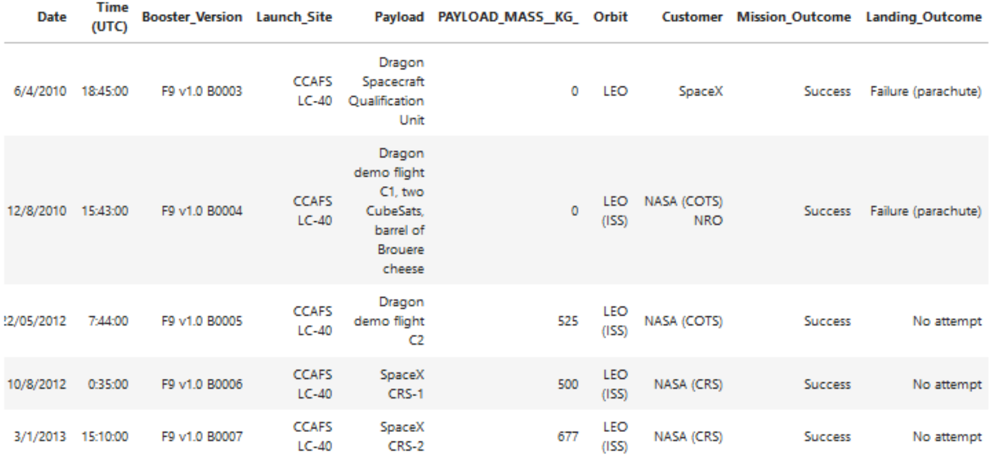 Date Time (UTC) Booster_Version Launch_Site Payload PAYLOAD_MASS__KG_ Orbit Customer Mission_Outcome Landing_Outcome
6/4/2010 18:45:00 F9 v1.0 B0003 CCAFS LC-40 Dragon Spacecraft Qualification Unit 0 LEO SpaceX Success Failure (parachute)
12/8/2010 15:43:00 F9 v1.0 B0004 CCAFS LC-40 Dragon demo flight C1, two CubeSats, barrel of Brouere cheese 0 LEO (ISS) NASA (COTS) NRO Success Failure (parachute)
22/05/2012 7:44:00 F9 v1.0 B0005 CCAFS LC-40 Dragon demo flight C2 525 LEO (ISS) NASA (COTS) Success No attempt
10/8/2012 0:35:00 F9 v1.0 B0006 CCAFS LC-40 SpaceX CRS-1 500 LEO (ISS) NASA (CRS) Success No attempt
3/1/2013 15:10:00 F9 v1.0 B0007 CCAFS LC-40 SpaceX CRS-2 677 LEO (ISS) NASA (CRS) Success No attempt